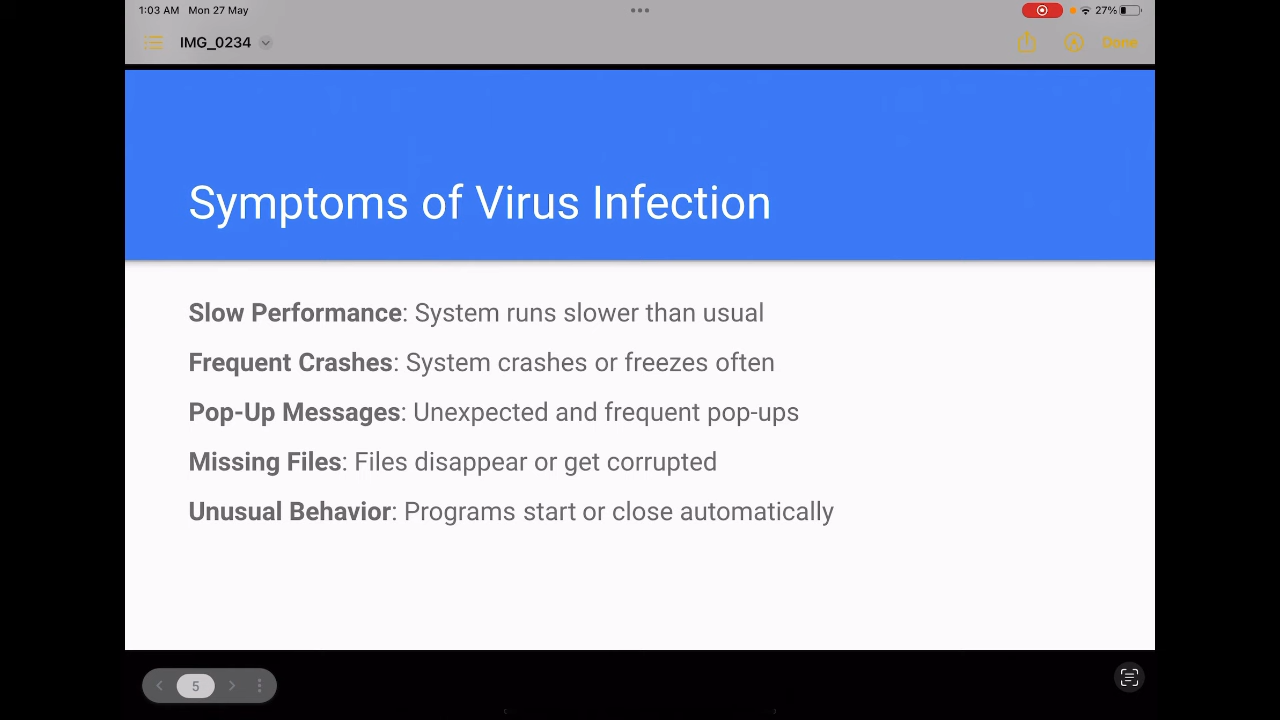 1:03 AM Mon 27 May
27%
IMG_0234
Done
Symptoms of Virus Infection
Slow Performance: System runs slower than usual
Frequent Crashes: System crashes or freezes often
Pop-Up Messages: Unexpected and frequent pop-ups
Missing Files: Files disappear or get corrupted
Unusual Behavior: Programs start or close automatically
5